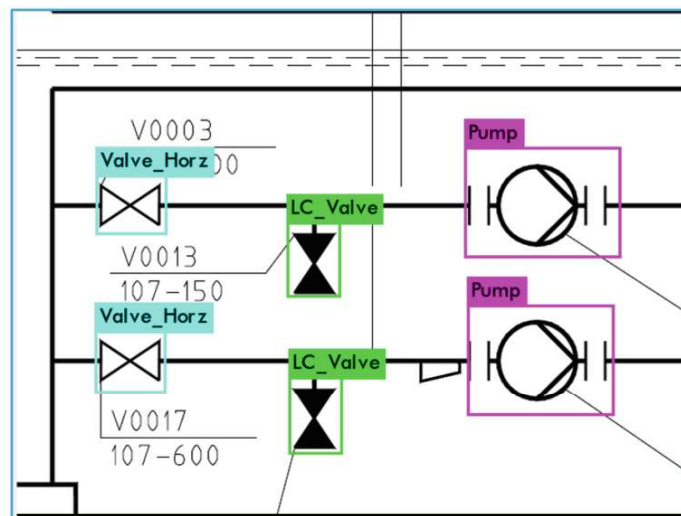 V0003
Pump
Valve_Horz
LC_Valve
V0013
107-150
Pump
Valve_Horz
LC_Valve
V0017
107-600